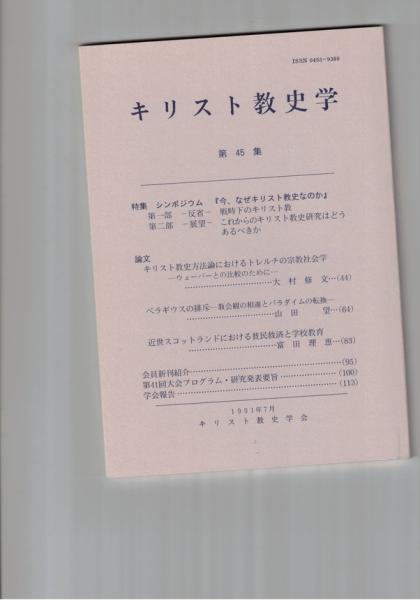 ISSN 0453-9389
キリスト教史学
第 45 集
特集 シンポジウム 『今、なぜキリスト教史なのか』
第一部 −反省− 戦時下のキリスト教
第二部 −展望− これからのキリスト教史研究はどう
あるべきか
論文
キリスト教史方法論におけるトレルチの宗教社会学
―ウェーバーとの比較のために―
大 村 修 文…(44)
ペラギウスの排斥―教会観の相違とパラダイムの転換―
山 田 望…(64)
近世スコットランドにおける貧民救済と学校教育
富 田 理 恵…(83)
会員新刊紹介…(95)
第41回大会プログラム・研究発表要旨…(100)
学会報告…(113)
1991年7月
キリスト教史学会